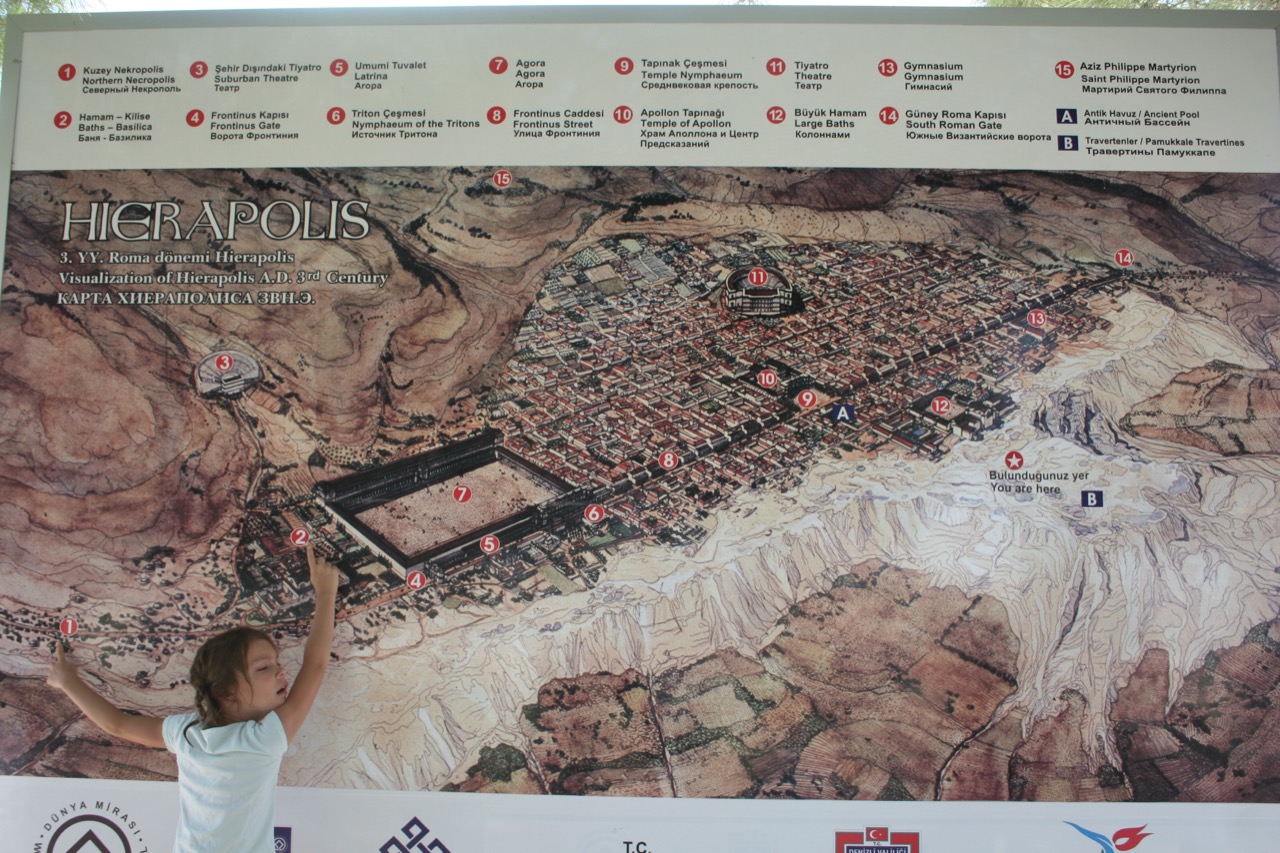 1 Kuzey Nekropolis
Northern Necropolis
Северный Некрополь
2 Hamam – Kilise
Baths – Basilica
Баня - Базилика
3 Şehir Dışındaki Tiyatro
Suburban Theatre
Театр
4 Frontinus Kapısı
Frontinus Gate
Ворота Фронтиния
5 Umumi Tuvalet
Latrina
Агора
6 Triton Çeşmesi
Nymphaeum of the Tritons
Источник Тритона
7 Agora
Agora
Агора
8 Frontinus Caddesi
Frontinus Street
Улица Фронтиния
9 Tapınak Çeşmesi
Temple Nymphaeum
Средневековая крепость
10 Apollon Tapınağı
Temple of Apollon
Храм Аполлона и Центр
Предсказаний
11 Tiyatro
Theatre
Театр
12 Büyük Hamam
Large Baths
Колоннами
13 Gymnasium
Gymnasium
Гимнасий
14 Güney Roma Kapısı
South Roman Gate
Южные Византийские ворота
15 Aziz Philippe Martyrion
Saint Philippe Martyrion
Мартирий Святого Филиппа
A Antik Havuz / Ancient Pool
Античный Бассейн
B Travertenler / Pamukkale Travertines
Травертины Памуккапе
HIERAPOLIS
3. YY. Roma dönemi Hierapolis
Visualization of Hierapolis A.D. 3rd Century
КАРТА ХИЕРАПОЛИСА 3ВН.Э.
15
14
11
13
3
10
9
A
12
8
Bulunduğunuz yer
You are here
B
7
6
2
5
4
1
DÜNYA MİRASI
T.C.
T.C.
DENİZLİ VALİLİĞİ